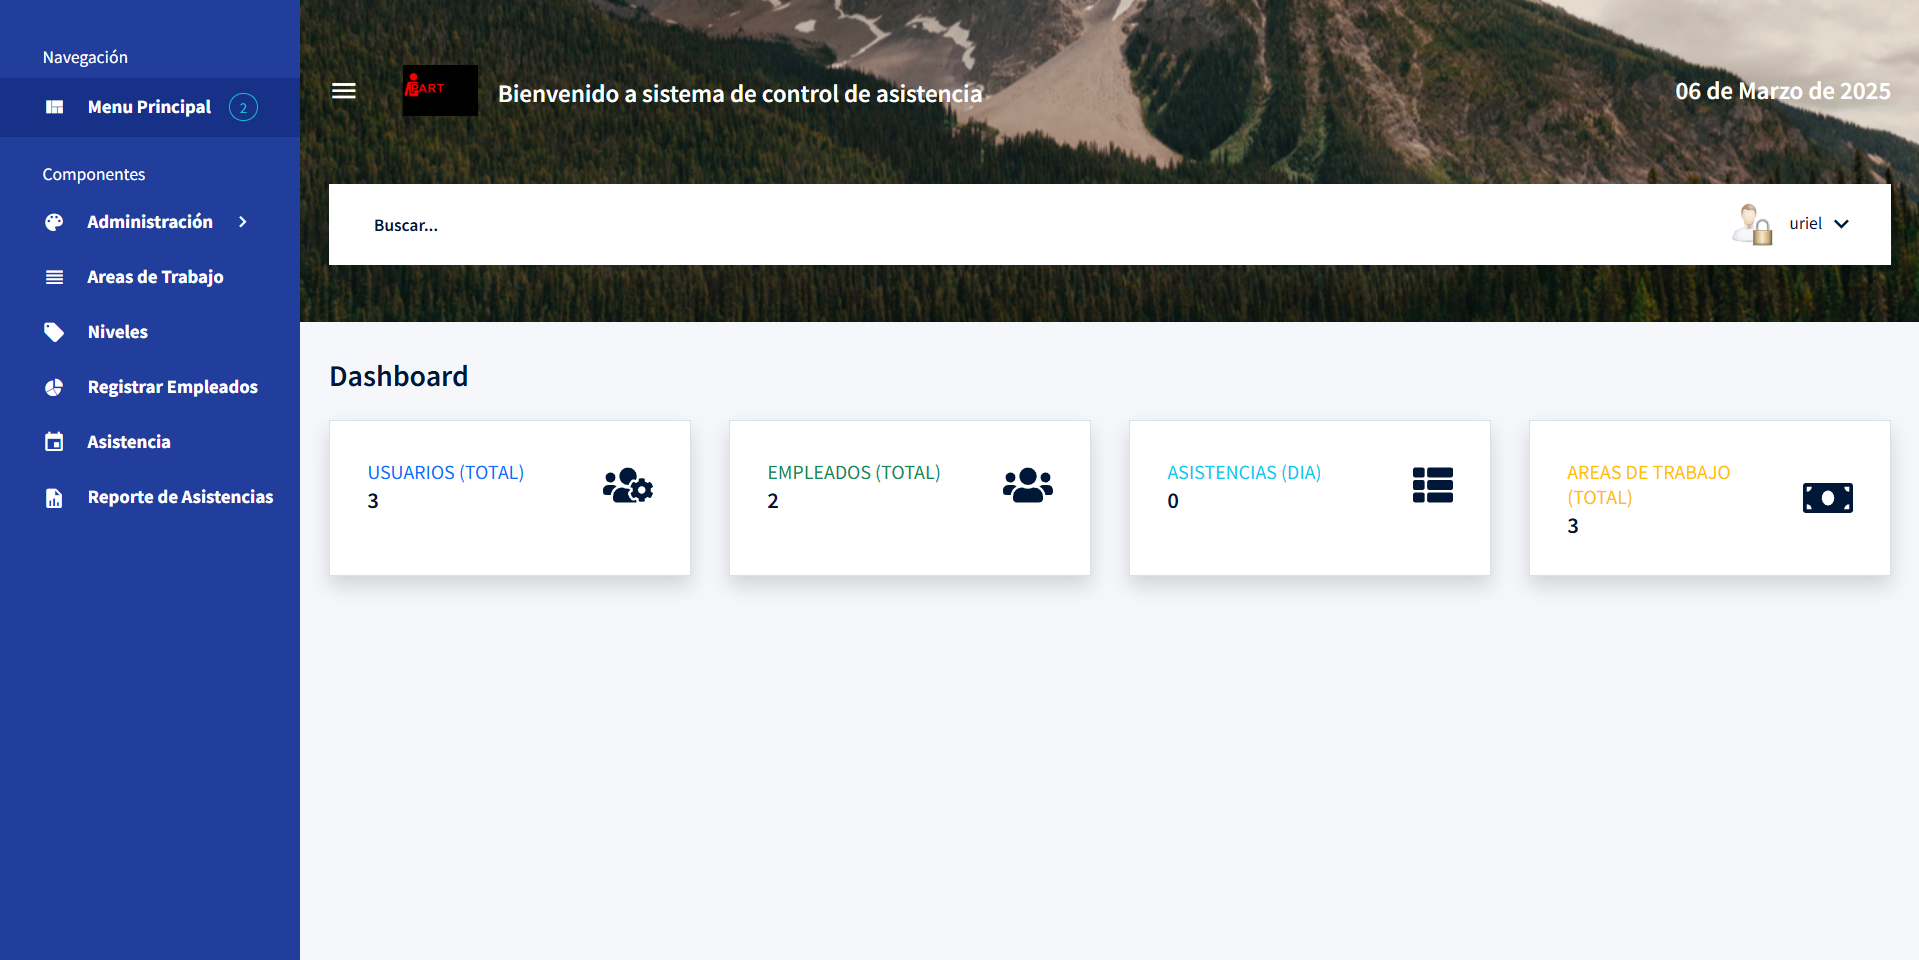 Navegación
Menu Principal 2
Componentes
Administración
Areas de Trabajo
Niveles
Registrar Empleados
Asistencia
Reporte de Asistencias
Bienvenido a sistema de control de asistencia
06 de Marzo de 2025
Buscar...
uriel
Dashboard
USUARIOS (TOTAL)
3
EMPLEADOS (TOTAL)
2
ASISTENCIAS (DIA)
0
AREAS DE TRABAJO
(TOTAL)
3